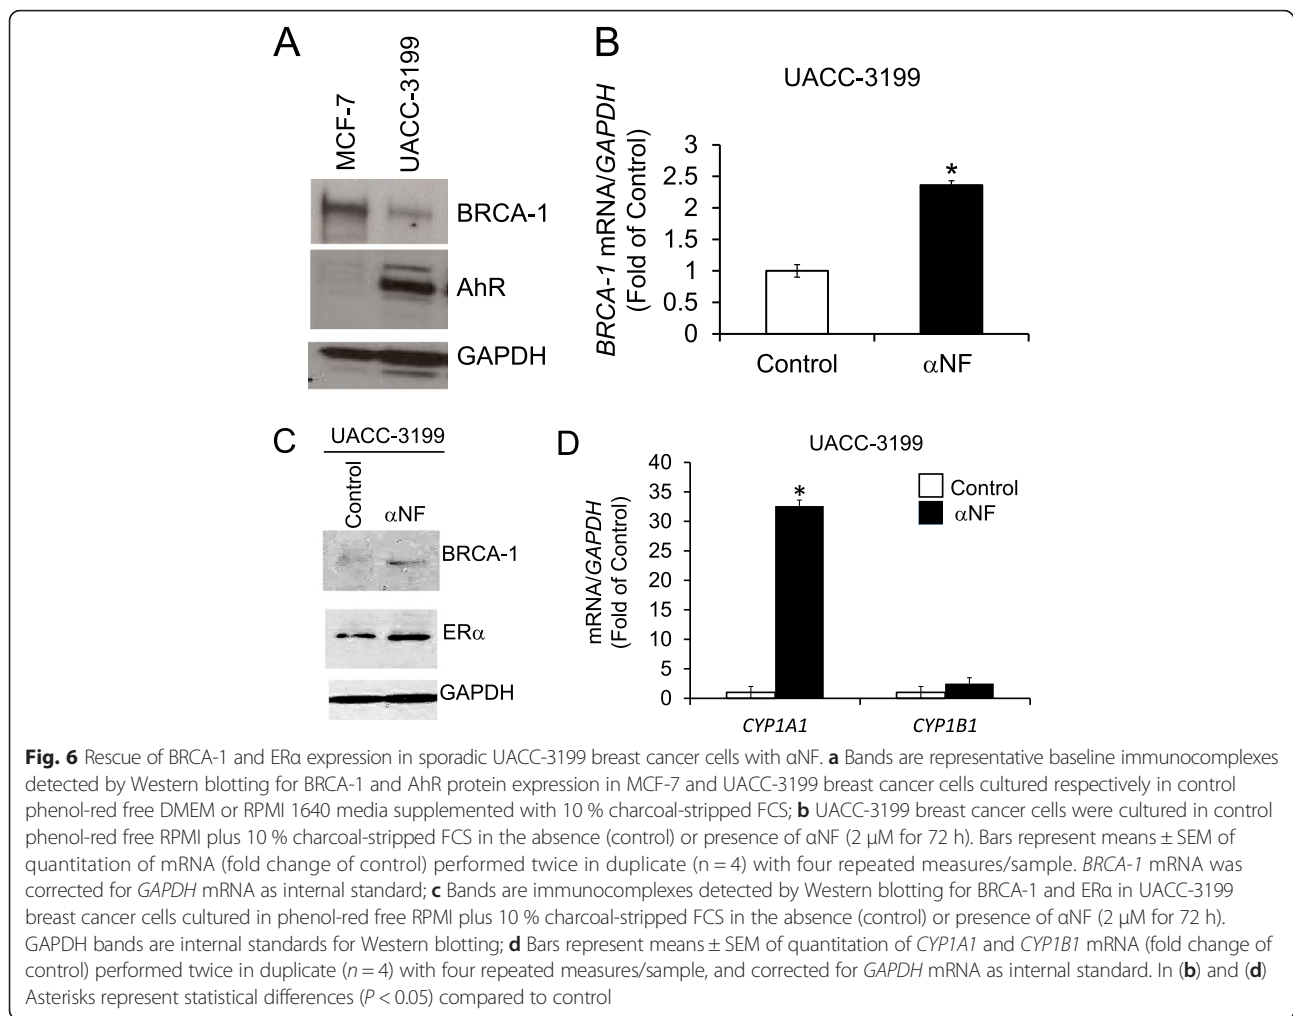 A
MCF-7
UACC-3199
BRCA-1
AhR
GAPDH
B
UACC-3199
BRCA-1 mRNA/GAPDH
(Fold of Control)
3
2.5
2
1.5
1
0.5
0
*
Control
αNF
C
UACC-3199
Control
αNF
BRCA-1
ERα
GAPDH
D
UACC-3199
mRNA/GAPDH
(Fold of Control)
40
35
30
25
20
15
10
5
0
*
Control
αNF
CYP1A1
CYP1B1
Fig. 6 Rescue of BRCA-1 and ERα expression in sporadic UACC-3199 breast cancer cells with αNF. a Bands are representative baseline immunocomplexes
detected by Western blotting for BRCA-1 and AhR protein expression in MCF-7 and UACC-3199 breast cancer cells cultured respectively in control
phenol-red free DMEM or RPMI 1640 media supplemented with 10 % charcoal-stripped FCS; b UACC-3199 breast cancer cells were cultured in control
phenol-red free RPMI plus 10 % charcoal-stripped FCS in the absence (control) or presence of αNF (2 μM for 72 h). Bars represent means ± SEM of
quantitation of mRNA (fold change of control) performed twice in duplicate (n = 4) with four repeated measures/sample. BRCA-1 mRNA was
corrected for GAPDH mRNA as internal standard; c Bands are immunocomplexes detected by Western blotting for BRCA-1 and ERα in UACC-3199
breast cancer cells cultured in phenol-red free RPMI plus 10 % charcoal-stripped FCS in the absence (control) or presence of αNF (2 μM for 72 h).
GAPDH bands are internal standards for Western blotting; d Bars represent means ± SEM of quantitation of CYP1A1 and CYP1B1 mRNA (fold change of
control) performed twice in duplicate (n = 4) with four repeated measures/sample, and corrected for GAPDH mRNA as internal standard. In (b) and (d)
Asterisks represent statistical differences (P < 0.05) compared to control